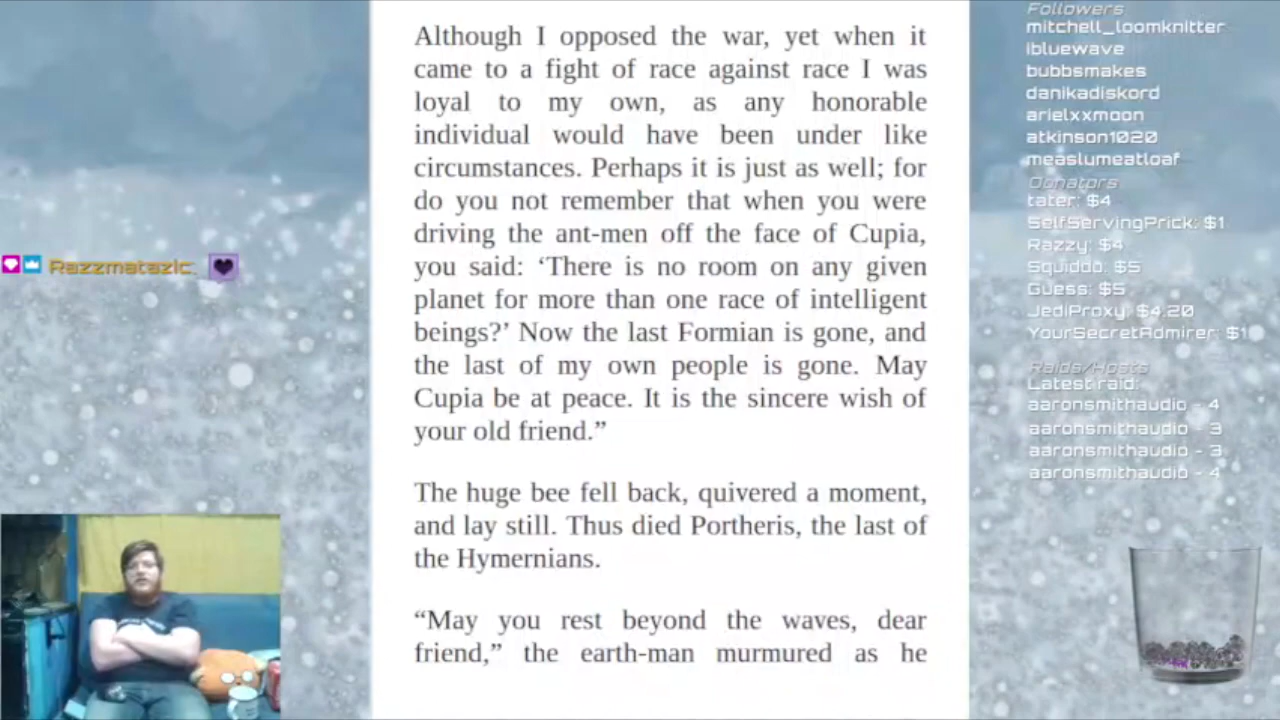 Although I opposed the war, yet when it
came to a fight of race against race I was
loyal to my own, as any honorable
individual would have been under like
circumstances. Perhaps it is just as well; for
do you not remember that when you were
driving the ant-men off the face of Cupia,
you said: ‘There is no room on any given
planet for more than one race of intelligent
beings?’ Now the last Formian is gone, and
the last of my own people is gone. May
Cupia be at peace. It is the sincere wish of
your old friend.”
The huge bee fell back, quivered a moment,
and lay still. Thus died Portheris, the last of
the Hymernians.
“May you rest beyond the waves, dear
friend,” the earth-man murmured as he
Razzmatazic:
Followers
mitchell_loomknitter
lbluewave
bubbsmakes
danikadiskord
arielxxmoon
atkinson1020
measlymeatloaf
Donators
tater: $4
SelfServingPrick: $1
Razzy: $4
Squiddo: $5
Guess: $5
JediProxy: $4.20
YourSecretAdmirer: $1
Raids/Hosts
Latest raid:
aaronsmithaudio - 4
aaronsmithaudio - 3
aaronsmithaudio - 3
aaronsmithaudio - 4